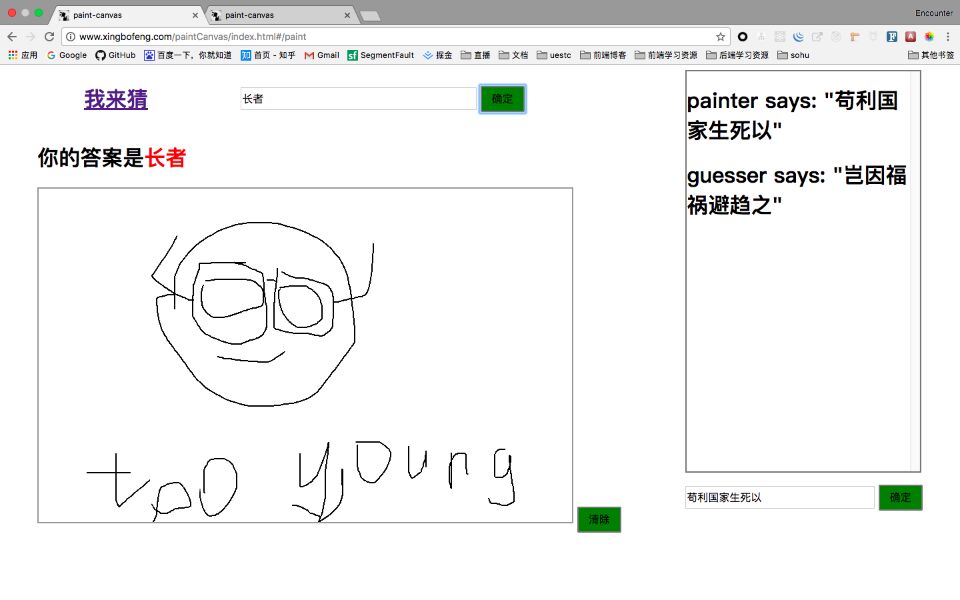 paint-canvas
paint-canvas
Encounter
www.xingbofeng.com/paintCanvas/index.html#/paint
应用 Google GitHub 百度一下，你就知道 首页 - 知乎 Gmail SegmentFault 掘金 直播 文档 uestc 前端博客 前端学习资源 后端学习资源 sohu 其他书签
我来猜
长者
确定
你的答案是长者
too young
清除
painter says: "苟利国
家生死以"
guesser says: "岂因福
祸避趋之"
苟利国家生死以
确定